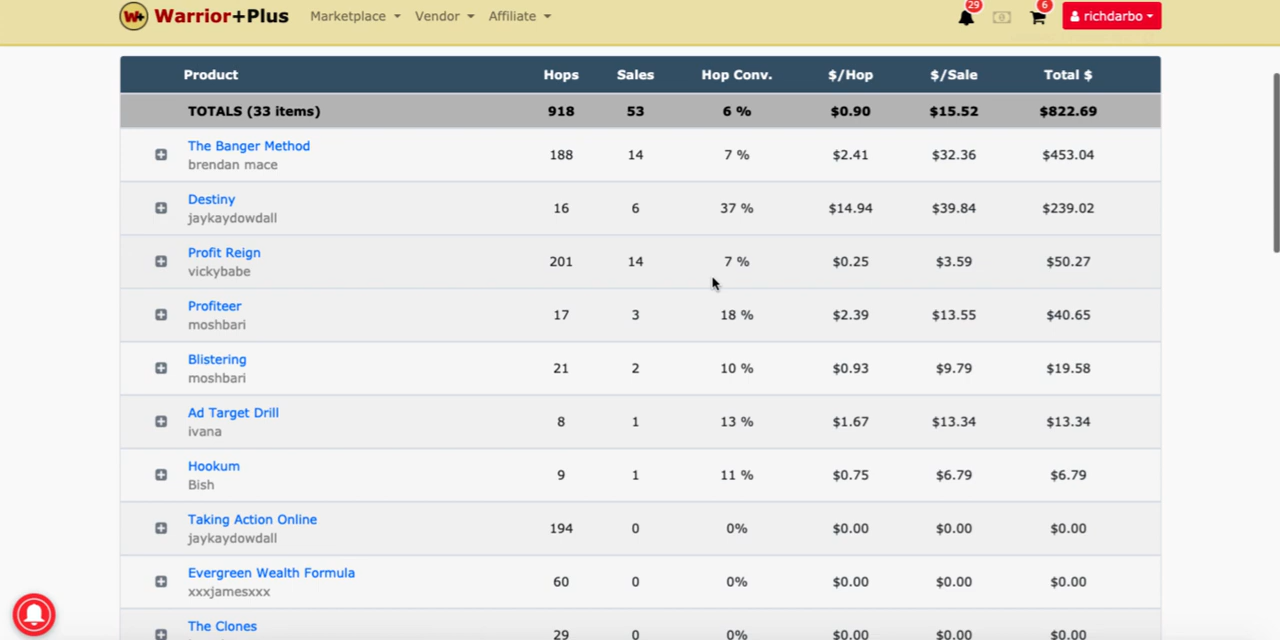 W+ Warrior+Plus Marketplace Vendor Affiliate 29 6 richdarbo
Product Hops Sales Hop Conv. $/Hop $/Sale Total $
TOTALS (33 items) 918 53 6 % $0.90 $15.52 $822.69
The Banger Method
brendan mace
188 14 7 % $2.41 $32.36 $453.04
Destiny
jaykaydowdall
16 6 37 % $14.94 $39.84 $239.02
Profit Reign
vickybabe
201 14 7 % $0.25 $3.59 $50.27
Profiteer
moshbari
17 3 18 % $2.39 $13.55 $40.65
Blistering
moshbari
21 2 10 % $0.93 $9.79 $19.58
Ad Target Drill
ivana
8 1 13 % $1.67 $13.34 $13.34
Hookum
Bish
9 1 11 % $0.75 $6.79 $6.79
Taking Action Online
jaykaydowdall
194 0 0% $0.00 $0.00 $0.00
Evergreen Wealth Formula
xxxjamesxxx
60 0 0% $0.00 $0.00 $0.00
The Clones
29 0 0% $0.00 $0.00 $0.00